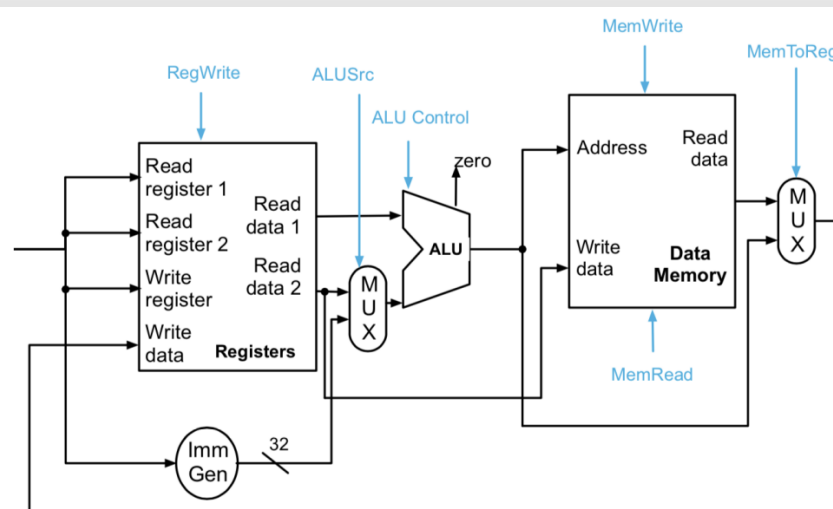 MemWrite
MemToReg
RegWrite
ALUSrc
ALU Control
Read
register 1
Read
register 2
Write
register
Write
data
Read
data 1
Read
data 2
Registers
M
U
X
zero
ALU
Address
Read
data
Write
data
Data
Memory
M
U
X
MemRead
Imm
Gen
32